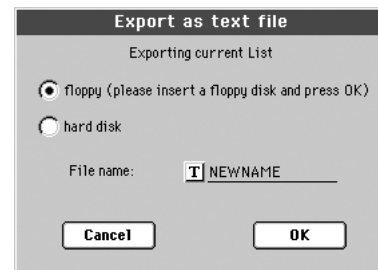 Export as text file
Exporting current List
floppy (please insert a floppy disk and press OK)
hard disk
File name: T NEWNAME
Cancel OK